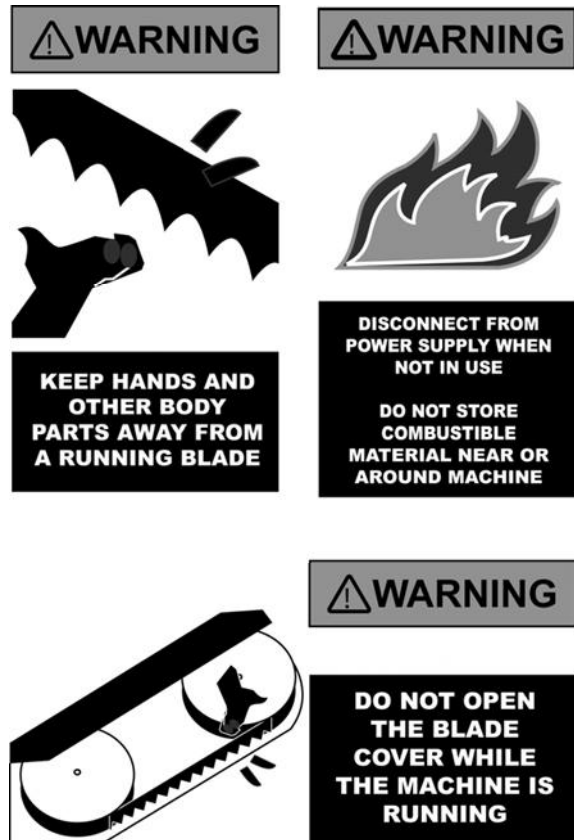 WARNING
KEEP HANDS AND
OTHER BODY
PARTS AWAY FROM
A RUNNING BLADE
WARNING
DISCONNECT FROM
POWER SUPPLY WHEN
NOT IN USE
DO NOT STORE
COMBUSTIBLE
MATERIAL NEAR OR
AROUND MACHINE
WARNING
DO NOT OPEN
THE BLADE
COVER WHILE
THE MACHINE IS
RUNNING